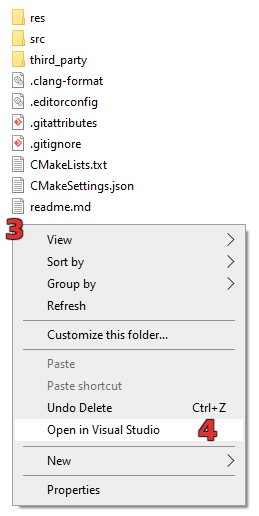 res
src
third_party
.clang-format
.editorconfig
.gitattributes
.gitignore
CMakeLists.txt
CMakeSettings.json
readme.md
3
View
Sort by
Group by
Refresh
Customize this folder...
Paste
Paste shortcut
Undo Delete Ctrl+Z
Open in Visual Studio 4
New
Properties